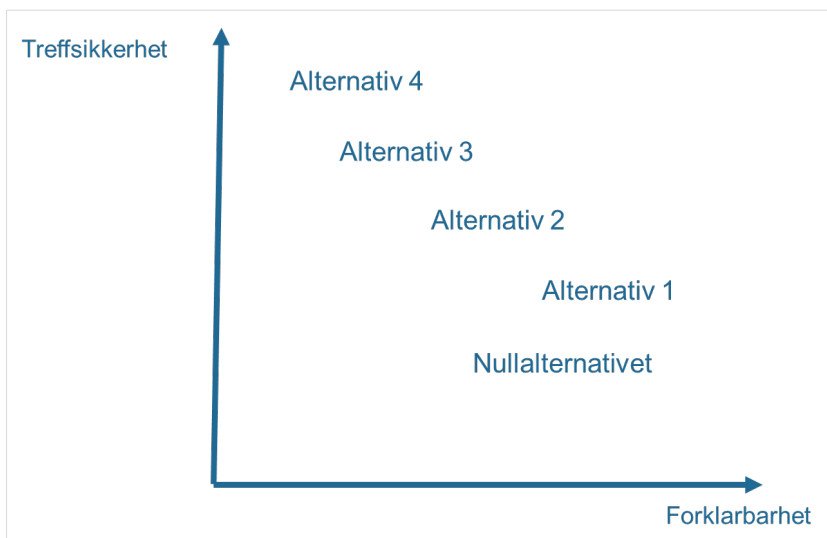 Treffsikkerhet
Alternativ 4
Alternativ 3
Alternativ 2
Alternativ 1
Nullalternativet
Forklarbarhet